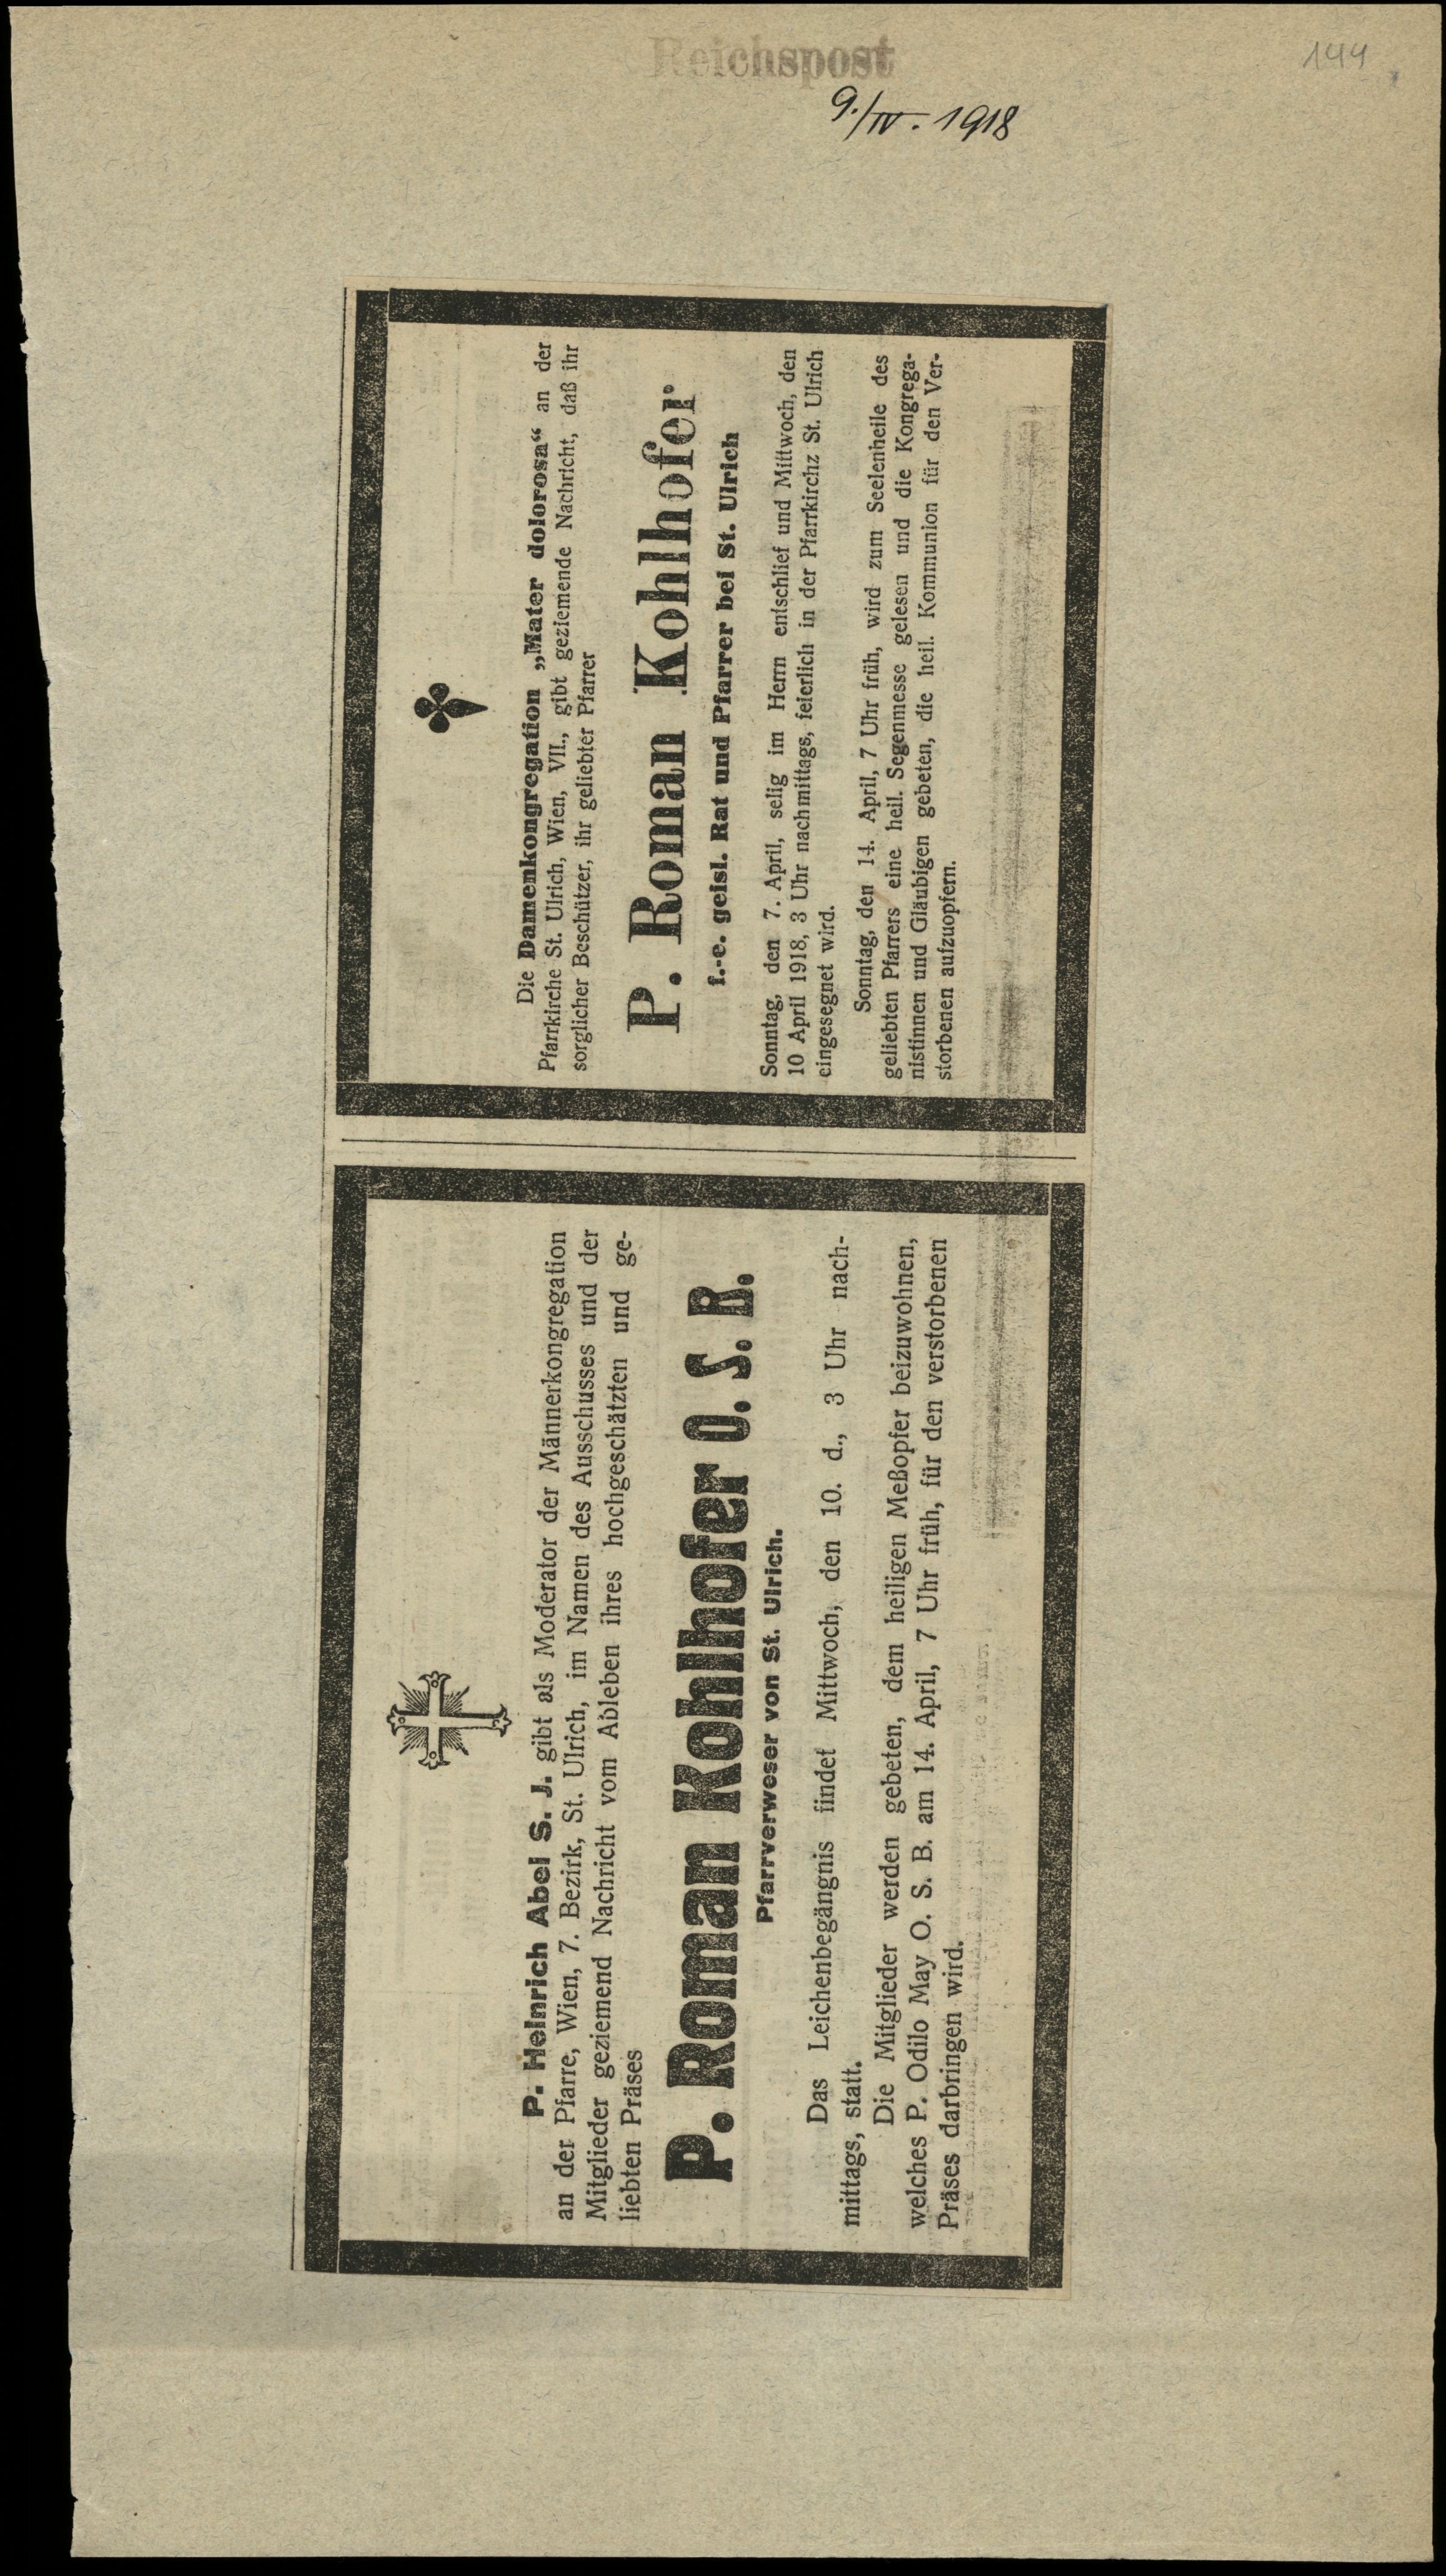 Reichspost
144
9./IV. 1918
P. Heinrich Abel S. J. gibt als Moderator der Männerkongregation
an der Pfarre, Wien, 7. Bezirk, St. Ulrich, im Namen des Ausschusses und der
Mitglieder geziemend Nachricht vom Ableben ihres hochgeschätzten und ge-
liebten Präses
P. Roman Kohlhofer O. S. B.
Pfarrverweser von St. Ulrich.
Das Leichenbegängnis findet Mittwoch, den 10. d., 3 Uhr nach-
mittags, statt.
Die Mitglieder werden gebeten, dem heiligen Meßopfer beizuwohnen,
welches P. Odilo May O. S. B. am 14. April, 7 Uhr früh, für den verstorbenen
Präses darbringen wird.
Die Damenkongregation „Mater dolorosa“ an der
Pfarrkirche St. Ulrich, Wien, VII., gibt geziemende Nachricht, daß ihr
sorglicher Beschützer, ihr geliebter Pfarrer
P. Roman Kohlhofer
f.-e. geisl. Rat und Pfarrer bei St. Ulrich
Sonntag, den 7. April, selig im Herrn entschlief und Mittwoch, den
10 April 1918, 3 Uhr nachmittags, feierlich in der Pfarrkirchz St. Ulrich
eingesegnet wird.
Sonntag, den 14. April, 7 Uhr früh, wird zum Seelenheile des
geliebten Pfarrers eine heil. Segenmesse gelesen und die Kongrega-
nistinnen und Gläubigen gebeten, die heil. Kommunion für den Ver-
storbenen aufzuopfern.